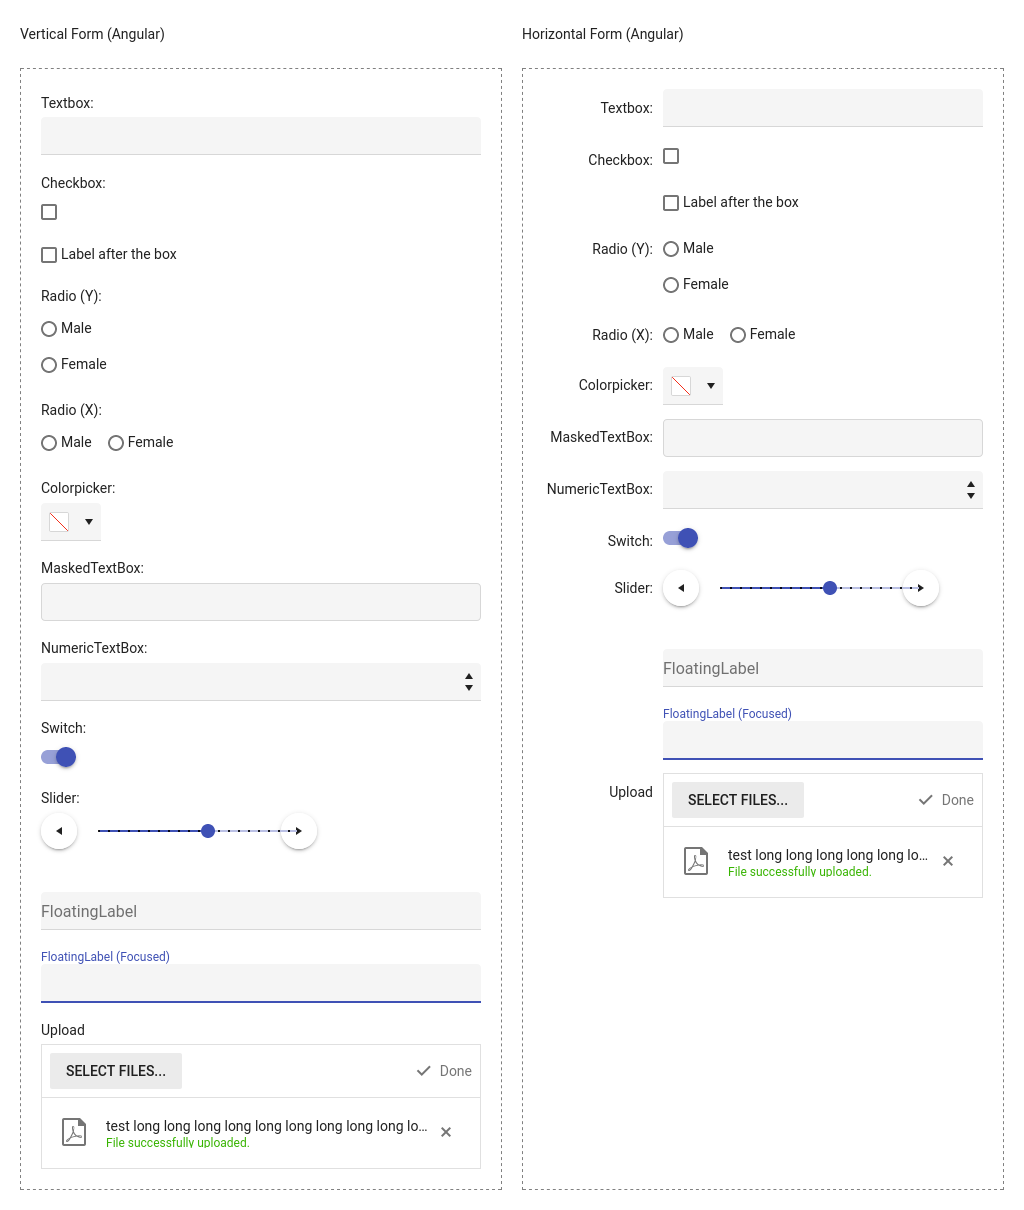 Vertical Form (Angular)
Textbox:
Checkbox:
Label after the box
Radio (Y):
Male
Female
Radio (X):
Male Female
Colorpicker:
MaskedTextBox:
NumericTextBox:
Switch:
Slider:
FloatingLabel
FloatingLabel (Focused)
Upload
SELECT FILES... Done
test long long long long long long long long long lo...
File successfully uploaded.
Horizontal Form (Angular)
Textbox:
Checkbox:
Label after the box
Radio (Y): Male
Female
Radio (X): Male Female
Colorpicker:
MaskedTextBox:
NumericTextBox:
Switch:
Slider:
FloatingLabel
FloatingLabel (Focused)
Upload SELECT FILES... Done
test long long long long long lo...
File successfully uploaded.